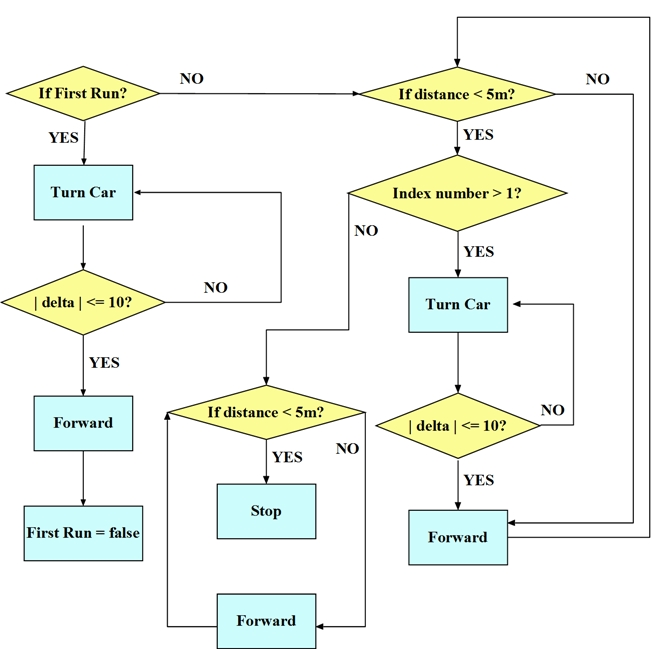 If First Run?
NO
If distance < 5m?
NO
YES
YES
Turn Car
Index number > 1?
NO
YES
| delta | <= 10?
NO
Turn Car
YES
If distance < 5m?
NO
| delta | <= 10?
NO
Forward
YES
YES
Stop
First Run = false
Forward
Forward